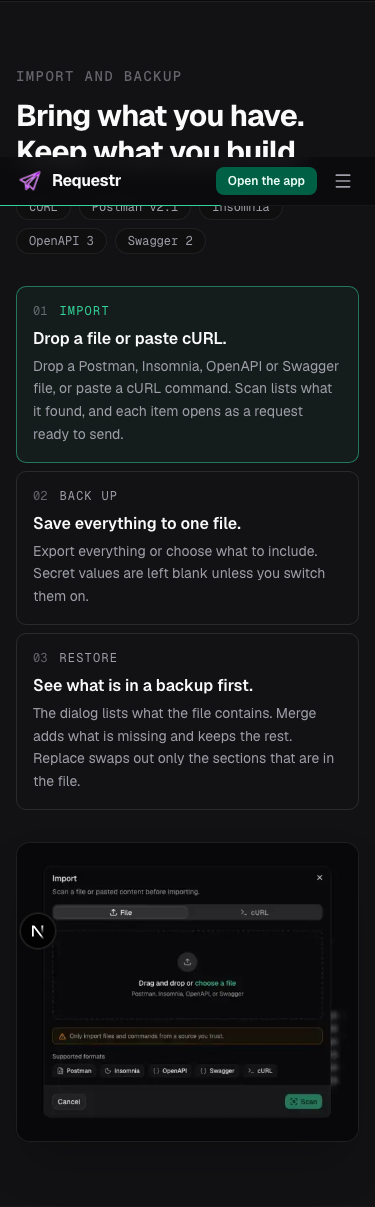 IMPORT AND BACKUP
Bring what you have.
Keep what you build.
Requestr
Open the app
cURL
Postman v2.1
Insomnia
OpenAPI 3
Swagger 2
01 IMPORT
Drop a file or paste cURL.
Drop a Postman, Insomnia, OpenAPI or Swagger
file, or paste a cURL command. Scan lists what
it found, and each item opens as a request
ready to send.
02 BACK UP
Save everything to one file.
Export everything or choose what to include.
Secret values are left blank unless you switch
them on.
03 RESTORE
See what is in a backup first.
The dialog lists what the file contains. Merge
adds what is missing and keeps the rest.
Replace swaps out only the sections that are in
the file.
Import
Scan a file or pasted content before importing.
File
cURL
N
Drag and drop or choose a file
Postman, Insomnia, OpenAPI, or Swagger
Only import files and commands from a source you trust.
Supported formats
Postman
Insomnia
OpenAPI
Swagger
cURL
Cancel
Scan